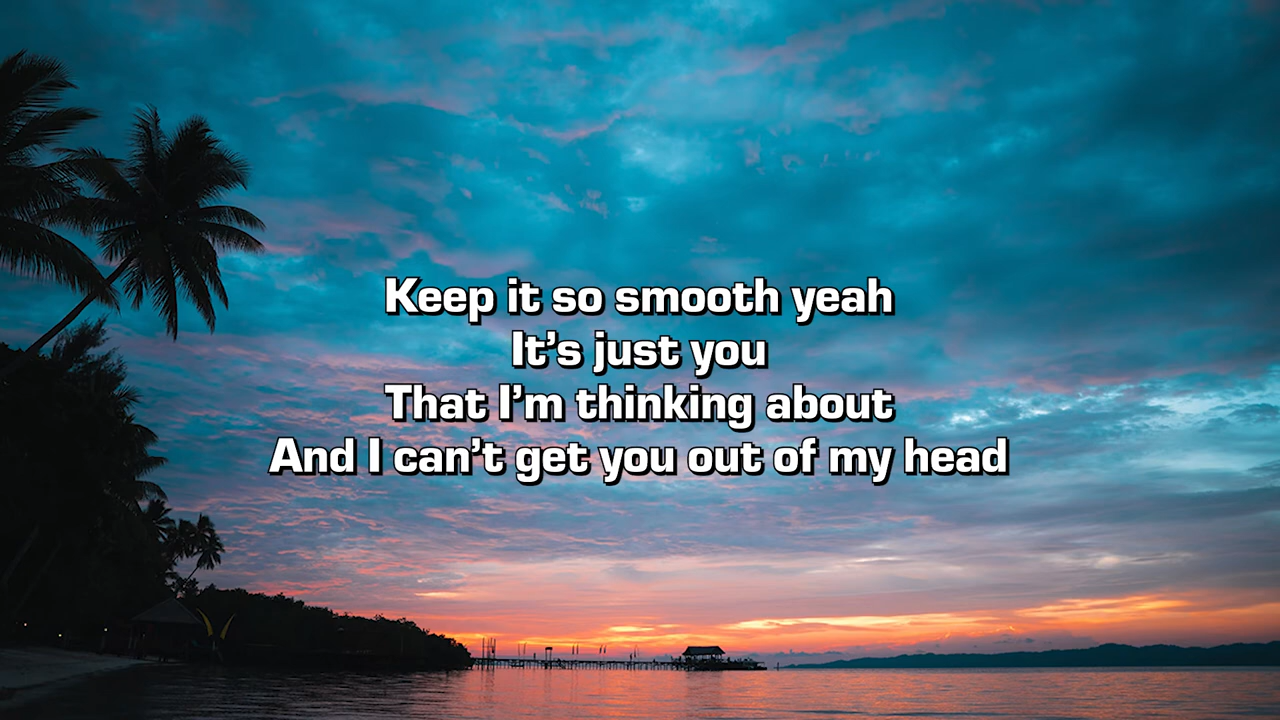 Keep it so smooth yeah
It’s just you
That I’m thinking about
And I can’t get you out of my head